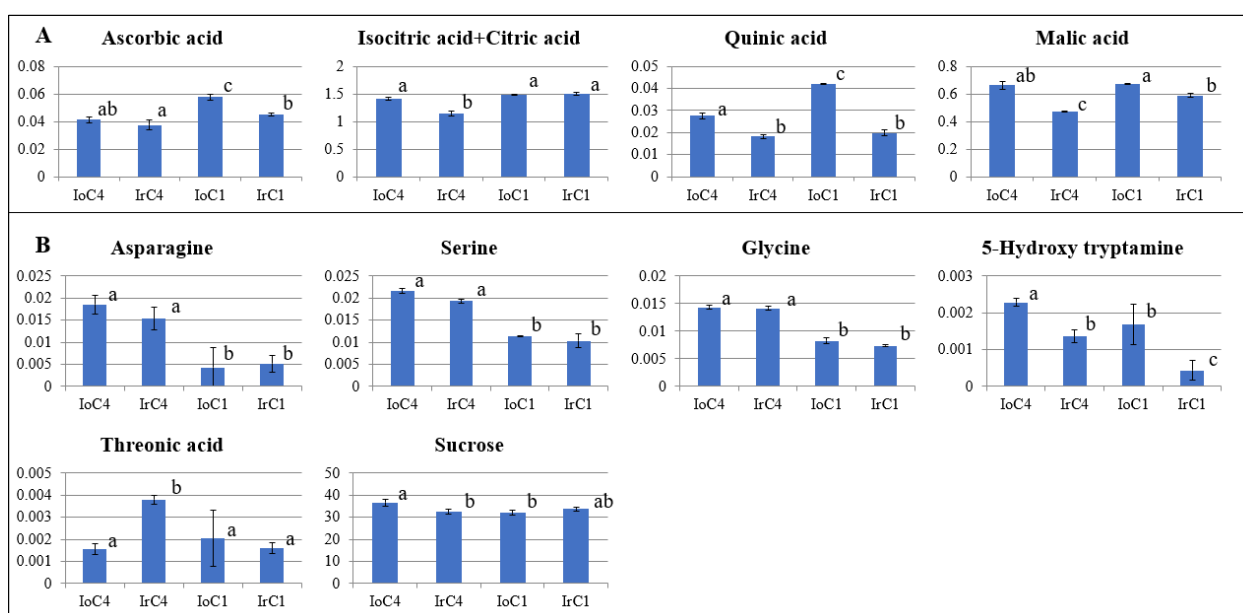 A
Ascorbic acid
0.08
0.06
0.04
0.02
0
ab
a
c
b
IoC4 IrC4 IoC1 IrC1
Isocitric acid+Citric acid
2
1.5
1
0.5
0
a
b
a
a
IoC4 IrC4 IoC1 IrC1
Quinic acid
0.05
0.04
0.03
0.02
0.01
0
a
b
c
b
IoC4 IrC4 IoC1 IrC1
Malic acid
0.8
0.6
0.4
0.2
0
ab
c
a
b
IoC4 IrC4 IoC1 IrC1
B
Asparagine
0.025
0.02
0.015
0.01
0.005
0
a
a
b
b
IoC4 IrC4 IoC1 IrC1
Serine
0.025
0.02
0.015
0.01
0.005
0
a
a
b
b
IoC4 IrC4 IoC1 IrC1
Glycine
0.02
0.015
0.01
0.005
0
a
a
b
b
IoC4 IrC4 IoC1 IrC1
5-Hydroxy tryptamine
0.003
0.002
0.001
0
a
b
b
c
IoC4 IrC4 IoC1 IrC1
Threonic acid
0.005
0.004
0.003
0.002
0.001
0
a
b
a
a
IoC4 IrC4 IoC1 IrC1
Sucrose
50
40
30
20
10
0
a
b
b
ab
IoC4 IrC4 IoC1 IrC1